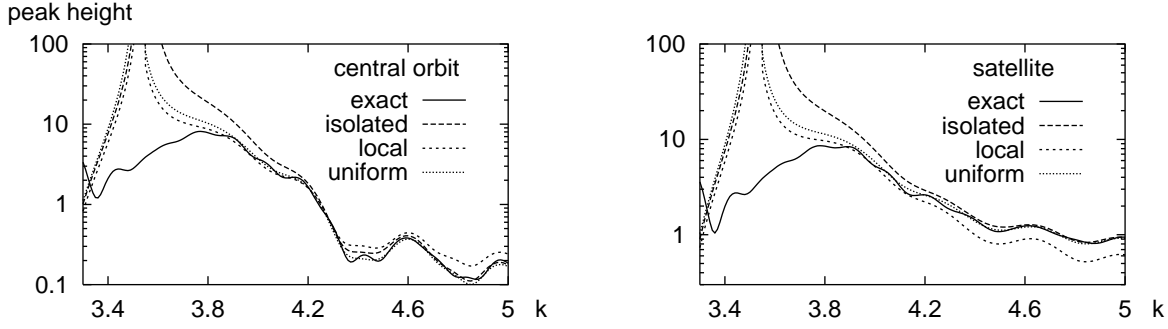 peak height
100
10
1
0.1
central orbit
exact
isolated
local
uniform
3.4 3.8 4.2 4.6 5 k
100
10
1
satellite
exact
isolated
local
uniform
3.4 3.8 4.2 4.6 5 k